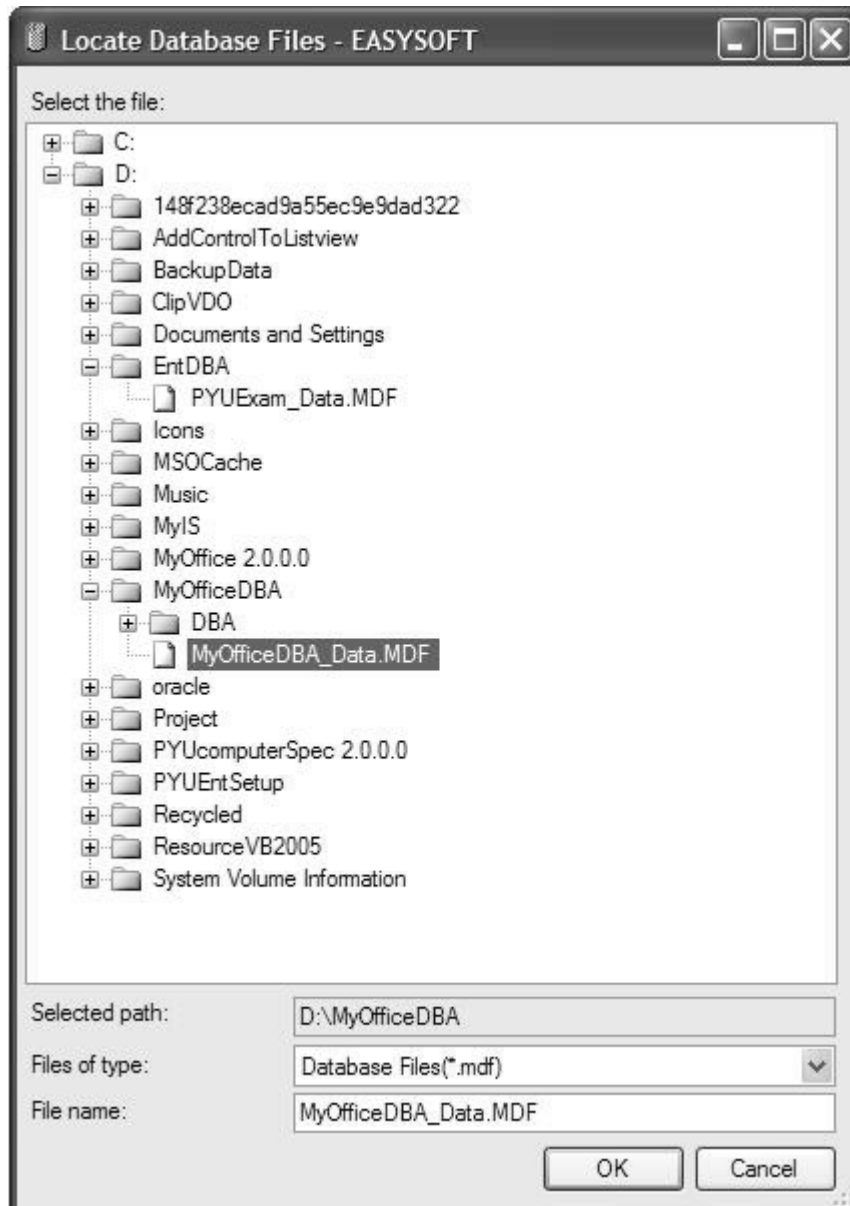 Locate Database Files - EASYSOFT
Select the file:
C:
D:
148f238ecad9a55ec9e9dad322
AddControlToListview
BackupData
ClipVDO
Documents and Settings
EntDBA
PYUExam_Data.MDF
Icons
MSOCache
Music
MyIS
MyOffice 2.0.0.0
MyOfficeDBA
DBA
MyOfficeDBA_Data.MDF
oracle
Project
PYUcomputerSpec 2.0.0.0
PYUEntSetup
Recycled
ResourceVB2005
System Volume Information
Selected path: D:\MyOfficeDBA
Files of type: Database Files(*.mdf)
File name: MyOfficeDBA_Data.MDF
OK Cancel